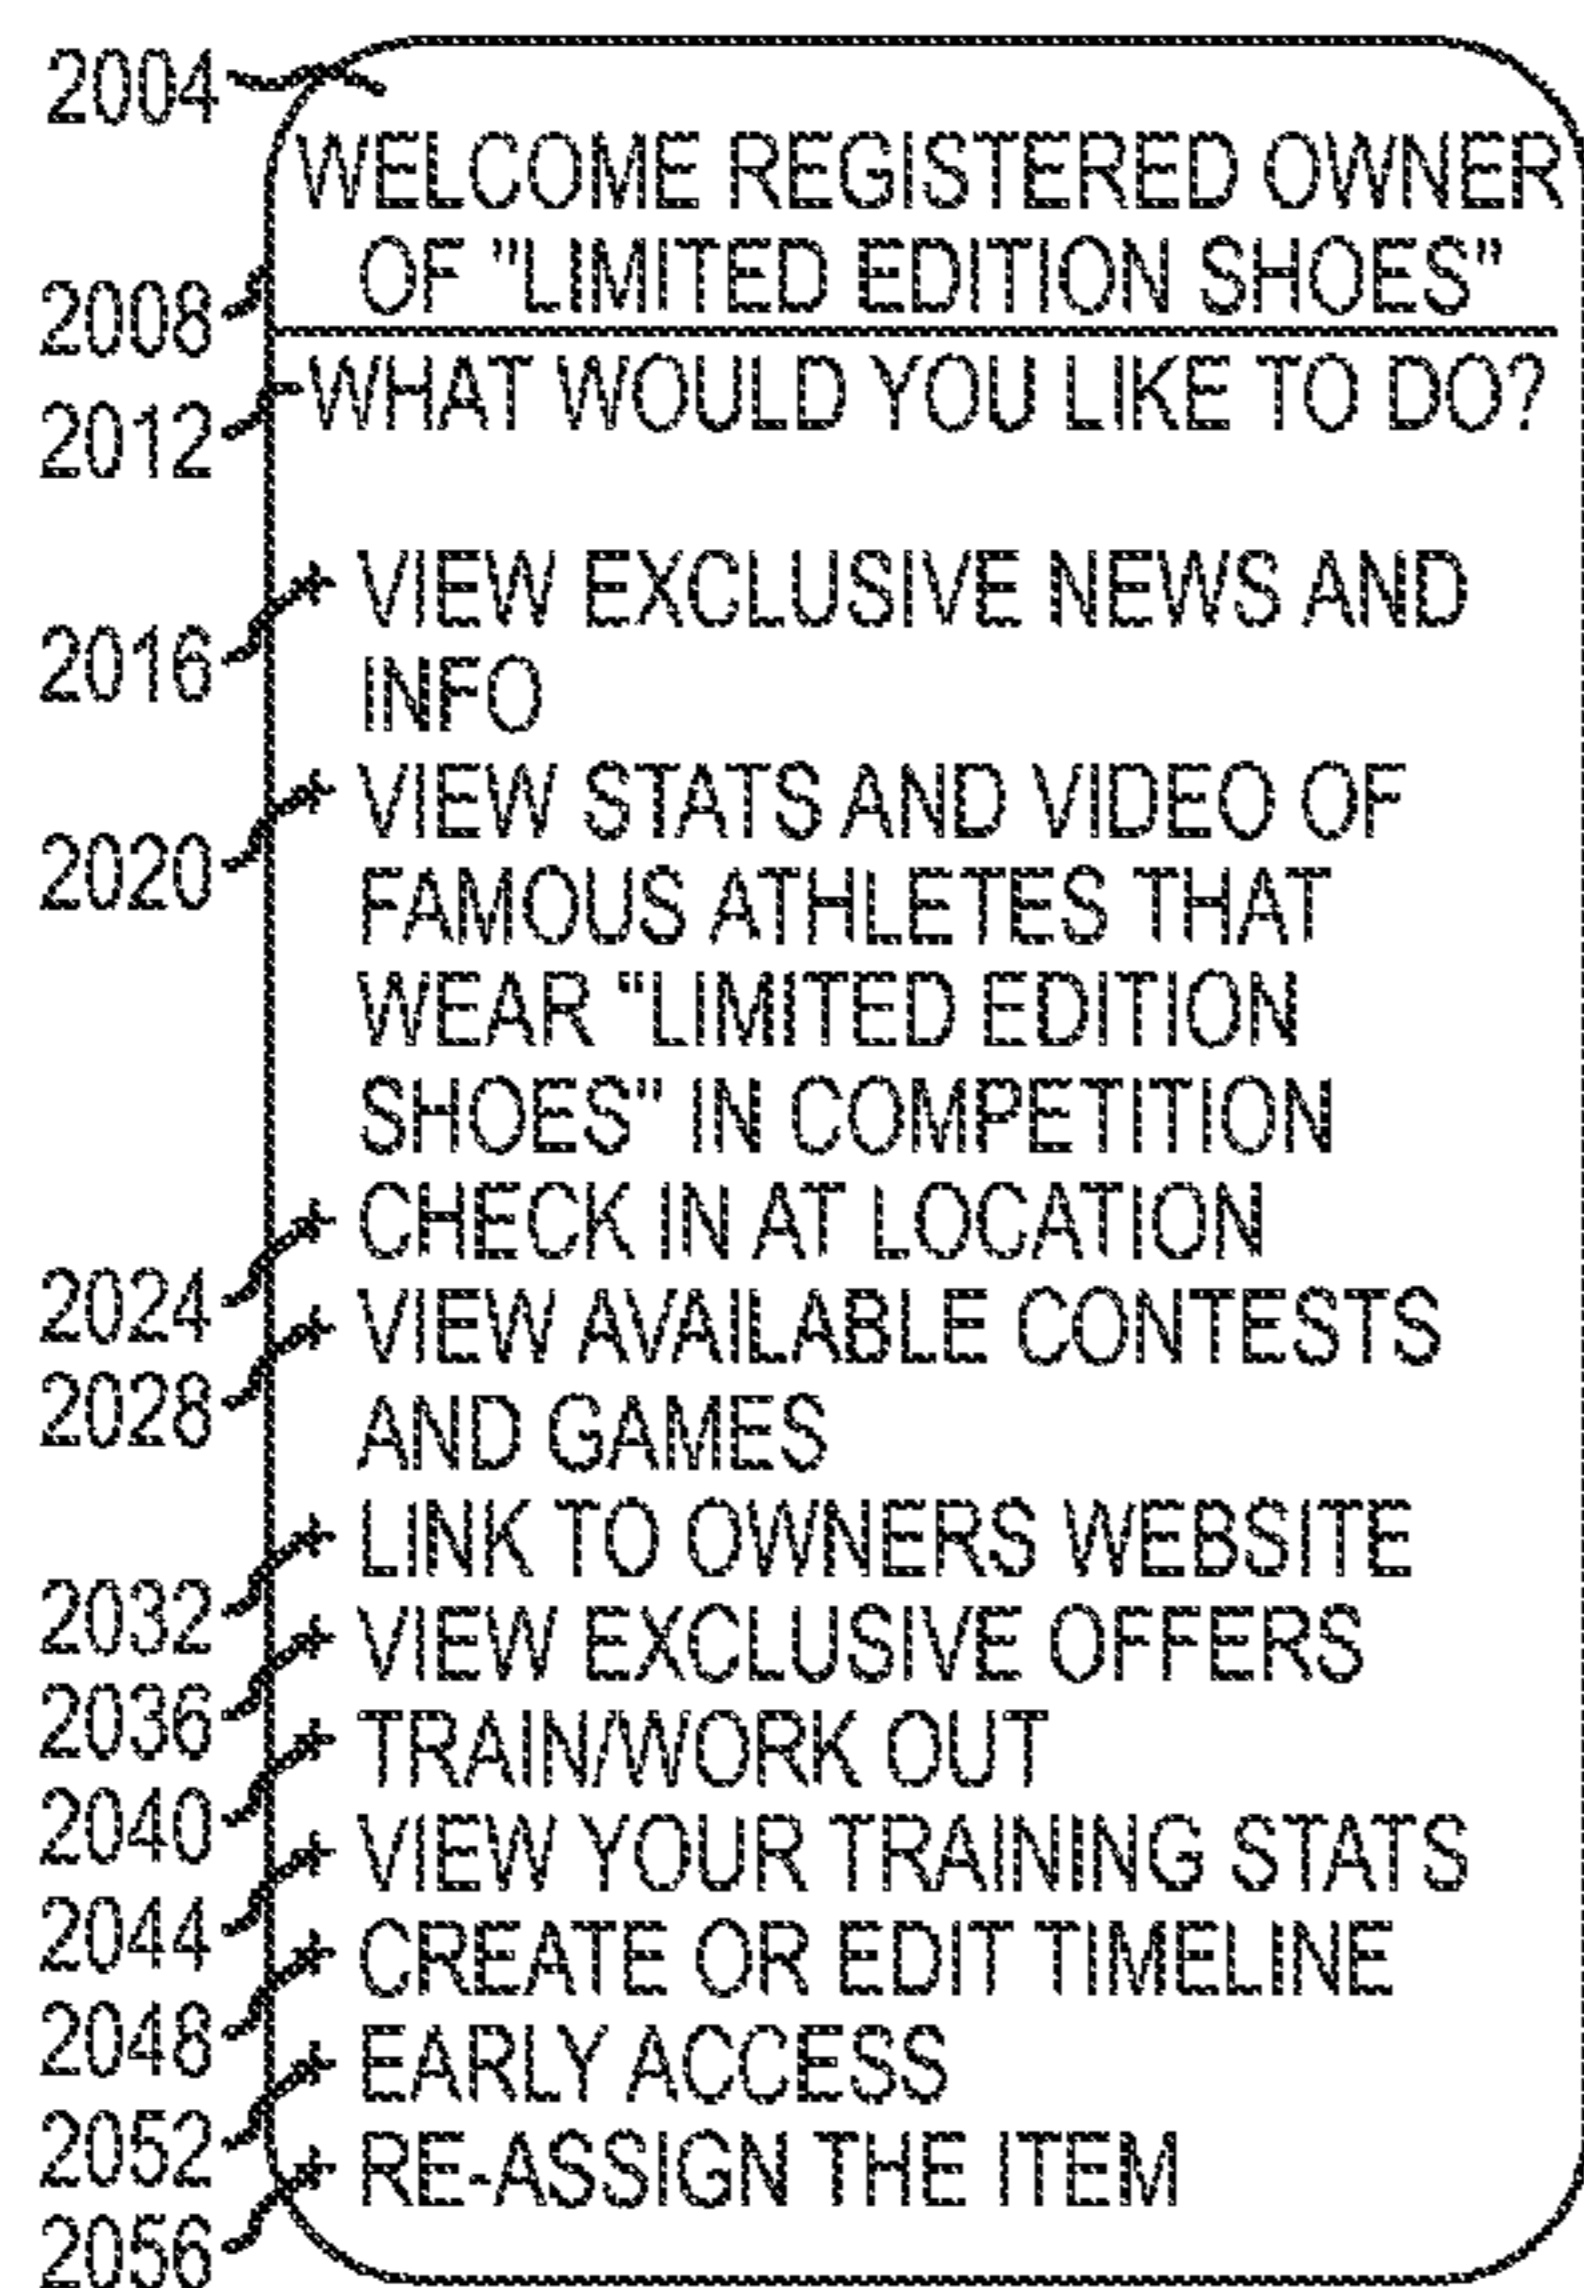 2004
WELCOME REGISTERED OWNER
OF "LIMITED EDITION SHOES"
2008
WHAT WOULD YOU LIKE TO DO?
2012
* VIEW EXCLUSIVE NEWS AND
2016
INFO
* VIEW STATS AND VIDEO OF
2020
FAMOUS ATHLETES THAT
WEAR "LIMITED EDITION
SHOES" IN COMPETITION
* CHECK IN AT LOCATION
2024
* VIEW AVAILABLE CONTESTS
2028
AND GAMES
* LINK TO OWNERS WEBSITE
2032
* VIEW EXCLUSIVE OFFERS
2036
* TRAIN/WORK OUT
2040
* VIEW YOUR TRAINING STATS
2044
* CREATE OR EDIT TIMELINE
2048
* EARLY ACCESS
2052
* RE-ASSIGN THE ITEM
2056